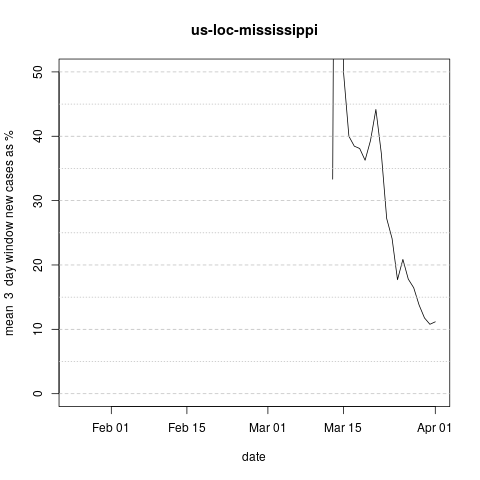 us-loc-mississippi
mean 3 day window new cases as %
50
40
30
20
10
0
Feb 01 Feb 15 Mar 01 Mar 15 Apr 01
date